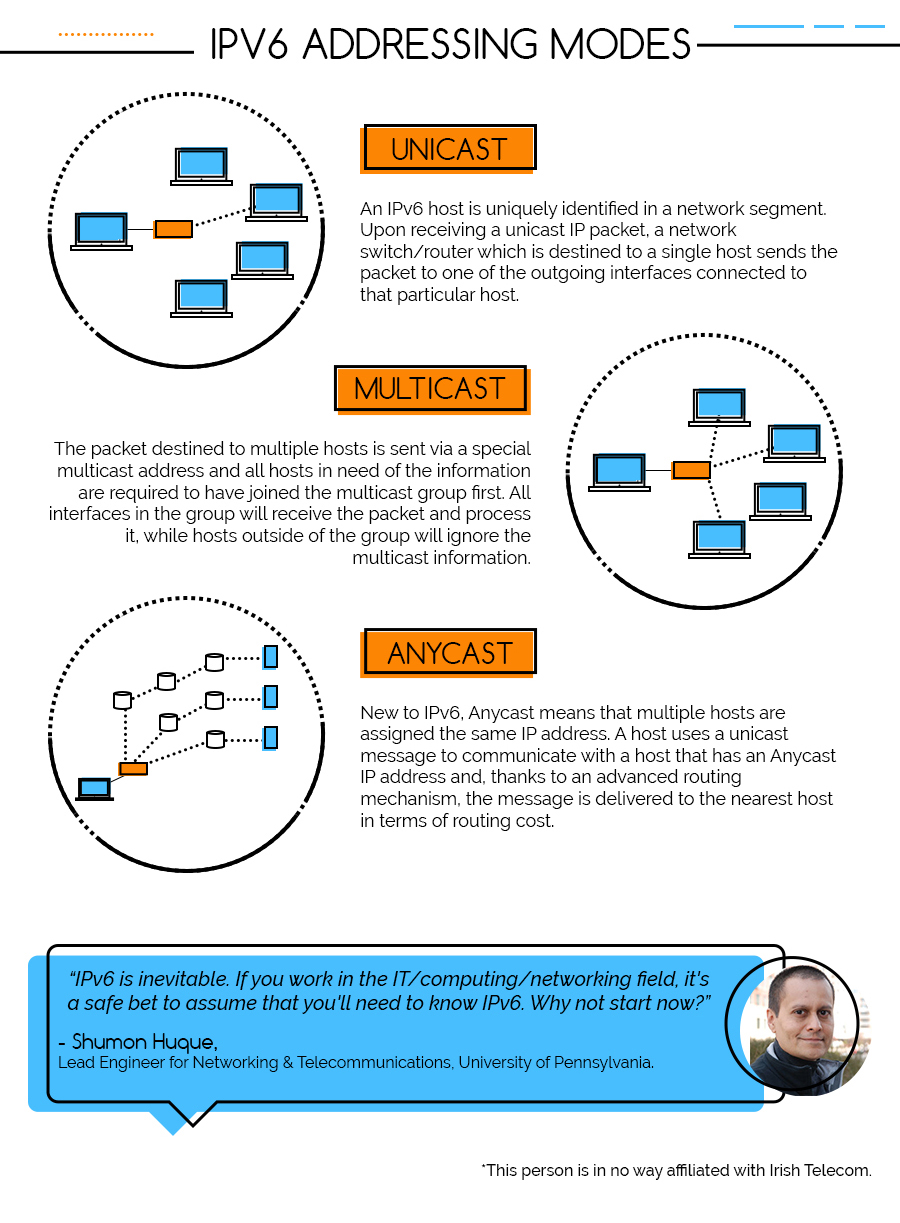 IPV6 ADDRESSING MODES
UNICAST
An IPv6 host is uniquely identified in a network segment.
Upon receiving a unicast IP packet, a network
switch/router which is destined to a single host sends the
packet to one of the outgoing interfaces connected to
that particular host.
MULTICAST
The packet destined to multiple hosts is sent via a special
multicast address and all hosts in need of the information
are required to have joined the multicast group first. All
interfaces in the group will receive the packet and process
it, while hosts outside of the group will ignore the
multicast information.
ANYCAST
New to IPv6, Anycast means that multiple hosts are
assigned the same IP address. A host uses a unicast
message to communicate with a host that has an Anycast
IP address and, thanks to an advanced routing
mechanism, the message is delivered to the nearest host
in terms of routing cost.
“IPv6 is inevitable. If you work in the IT/computing/networking field, it's
a safe bet to assume that you'll need to know IPv6. Why not start now?”
- Shumon Huque,
Lead Engineer for Networking & Telecommunications, University of Pennsylvania.
*This person is in no way affiliated with Irish Telecom.